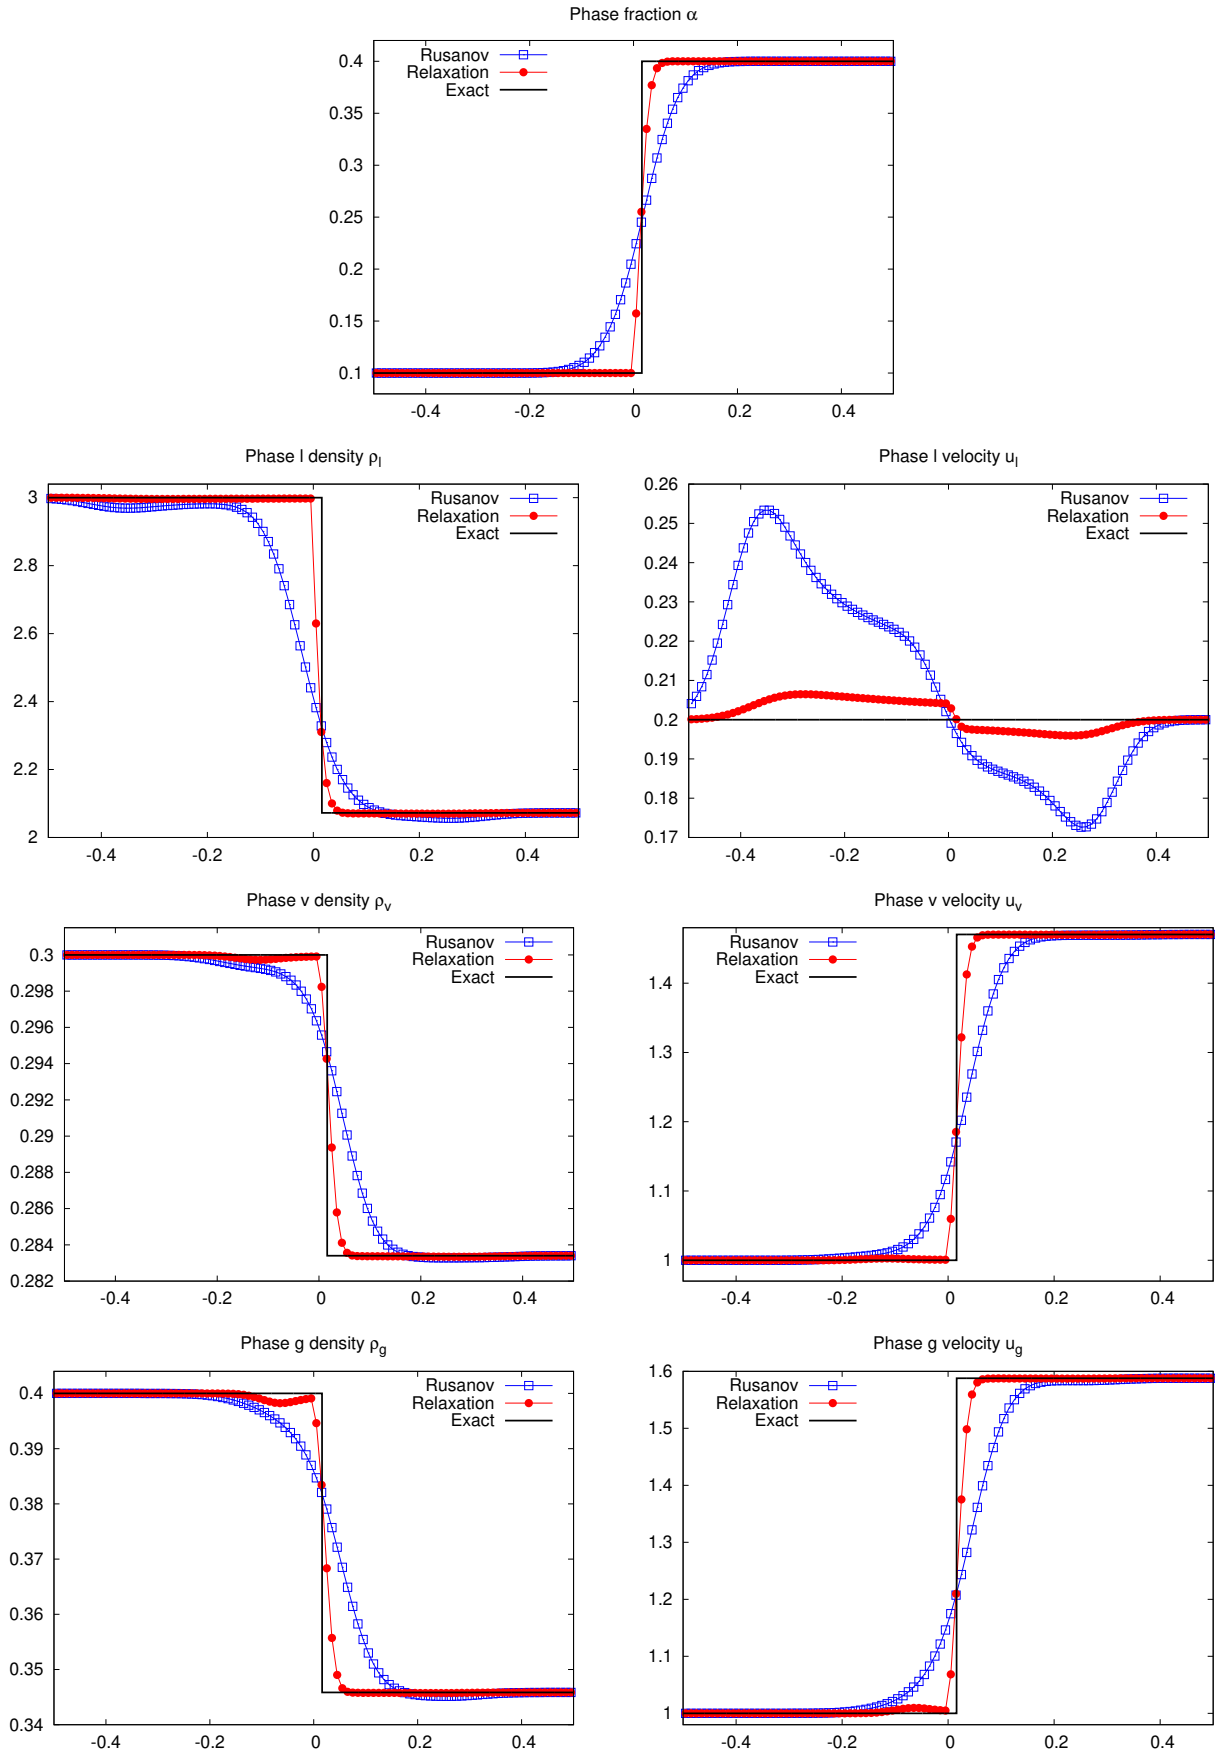 Phase fraction α
Rusanov
Relaxation
Exact
0.4
0.35
0.3
0.25
0.2
0.15
0.1
-0.4 -0.2 0 0.2 0.4
Phase l density ρl
Rusanov
Relaxation
Exact
3
2.8
2.6
2.4
2.2
2
-0.4 -0.2 0 0.2 0.4
Phase l velocity ul
Rusanov
Relaxation
Exact
0.26
0.25
0.24
0.23
0.22
0.21
0.2
0.19
0.18
0.17
-0.4 -0.2 0 0.2 0.4
Phase v density ρv
Rusanov
Relaxation
Exact
0.3
0.298
0.296
0.294
0.292
0.29
0.288
0.286
0.284
0.282
-0.4 -0.2 0 0.2 0.4
Phase v velocity uv
Rusanov
Relaxation
Exact
1.4
1.3
1.2
1.1
1
-0.4 -0.2 0 0.2 0.4
Phase g density ρg
Rusanov
Relaxation
Exact
0.4
0.39
0.38
0.37
0.36
0.35
0.34
-0.4 -0.2 0 0.2 0.4
Phase g velocity ug
Rusanov
Relaxation
Exact
1.6
1.5
1.4
1.3
1.2
1.1
1
-0.4 -0.2 0 0.2 0.4